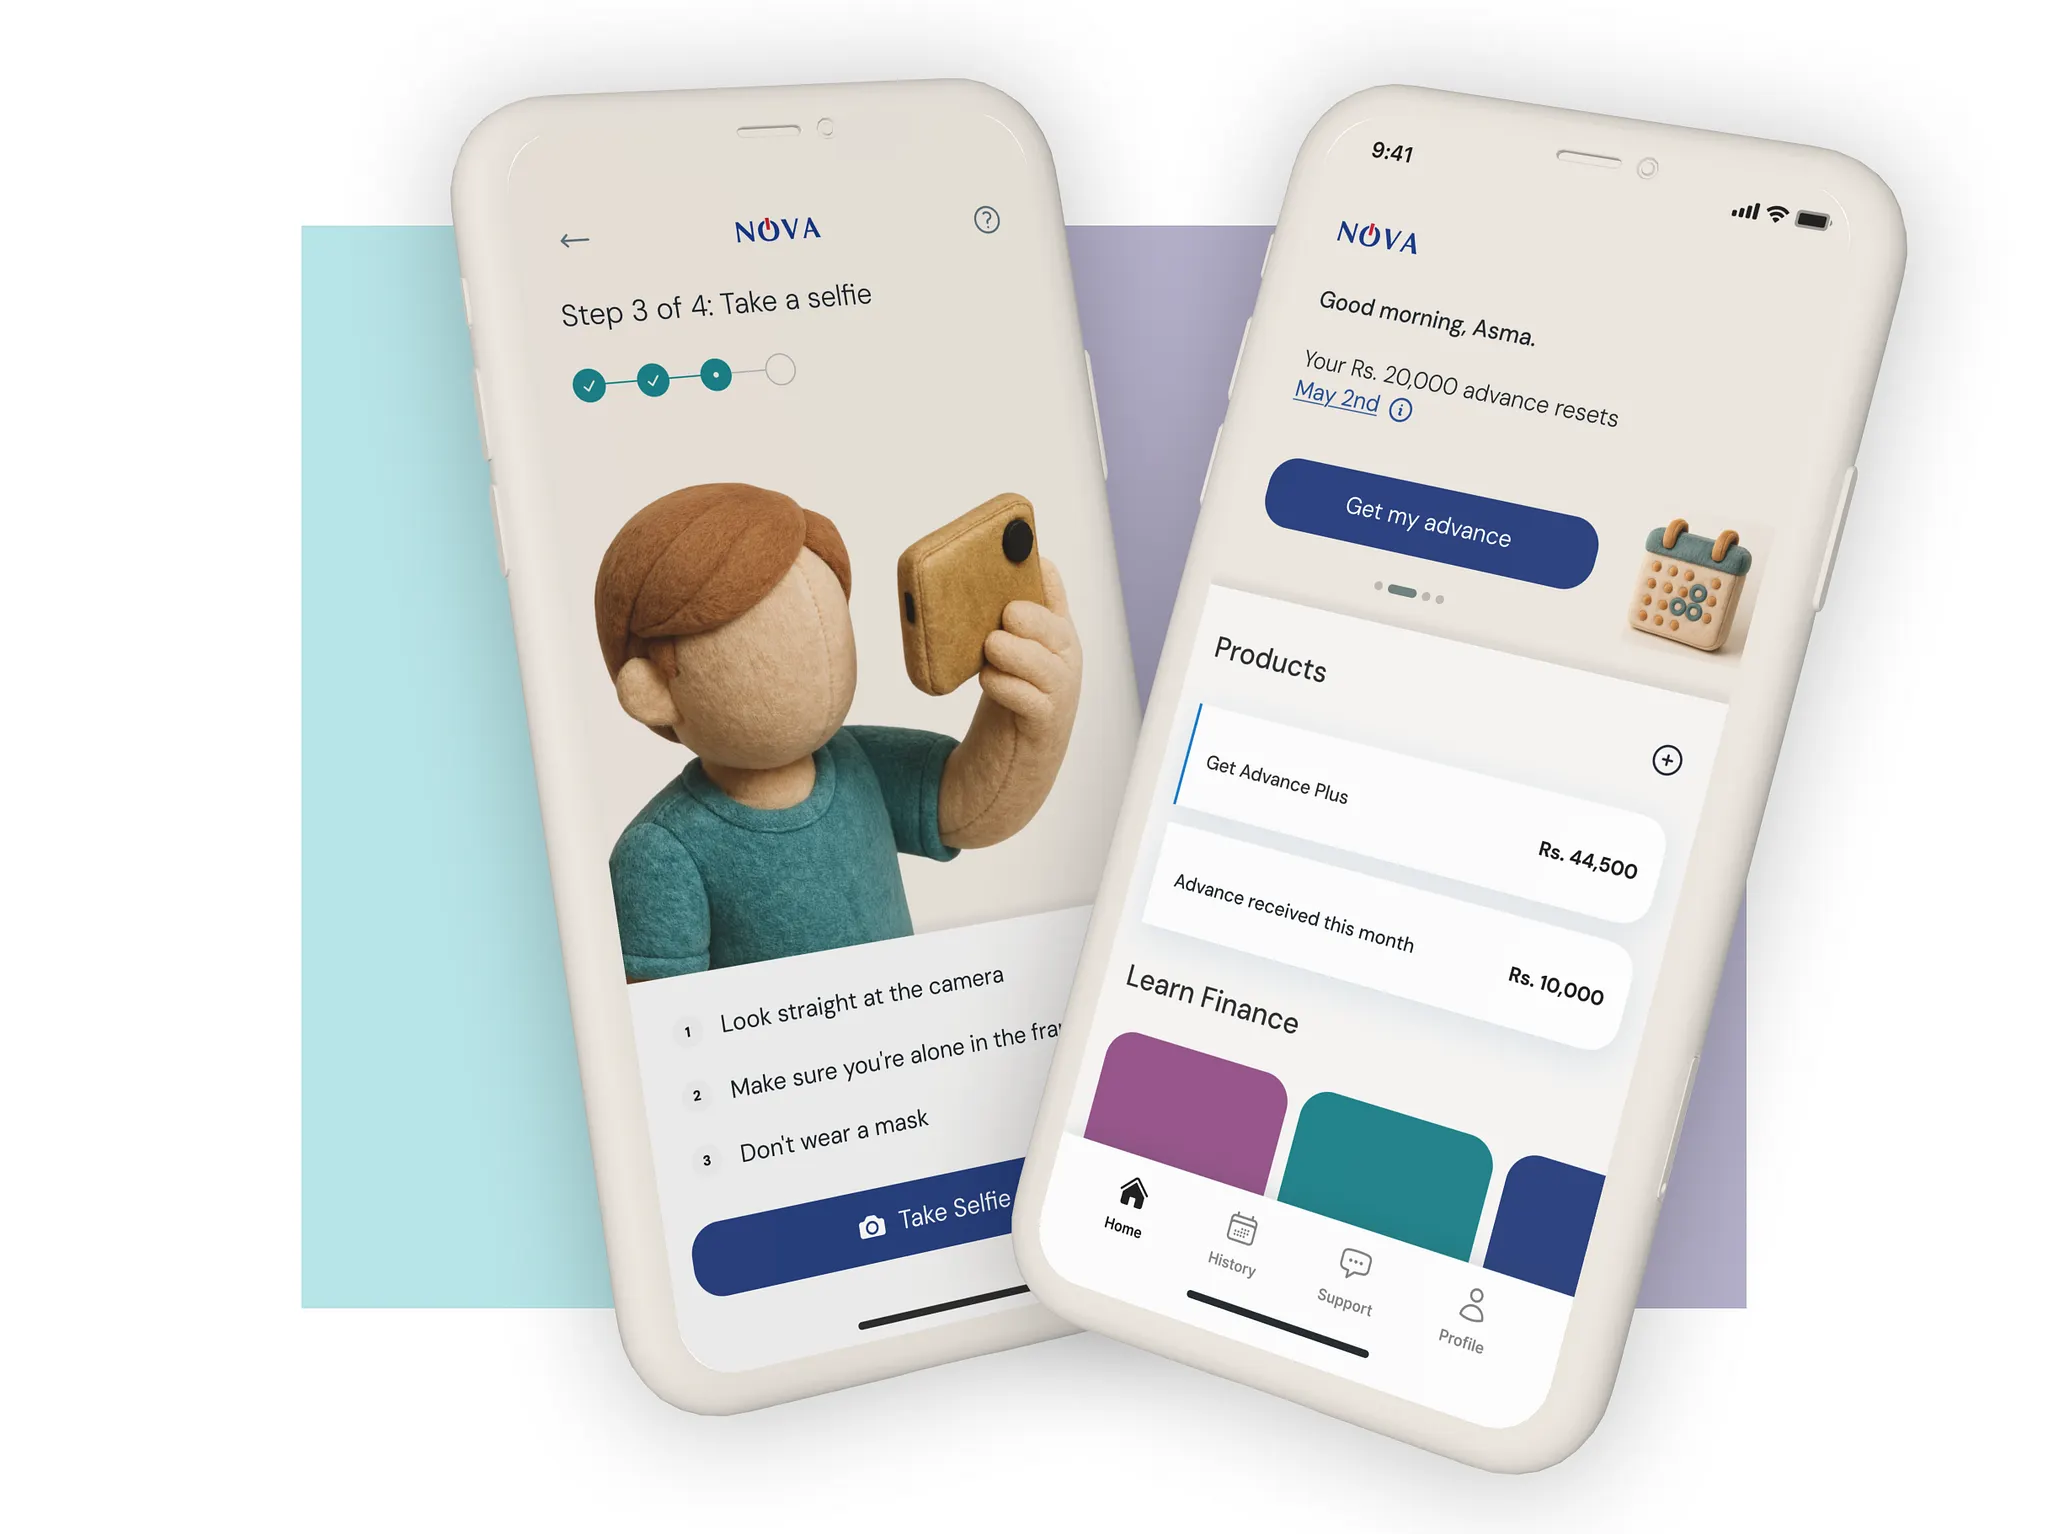 NOVA
Step 3 of 4: Take a selfie
1 Look straight at the camera
2 Make sure you're alone in the
3 Don't wear a mask
Take Selfie
9:41
NOVA
Good morning, Asma.
Your Rs. 20,000 advance resets
May 2nd
Get my advance
Products
Get Advance Plus
Rs. 44,500
Advance received this month
Rs. 10,000
Learn Finance
Home
History
Support
Profile